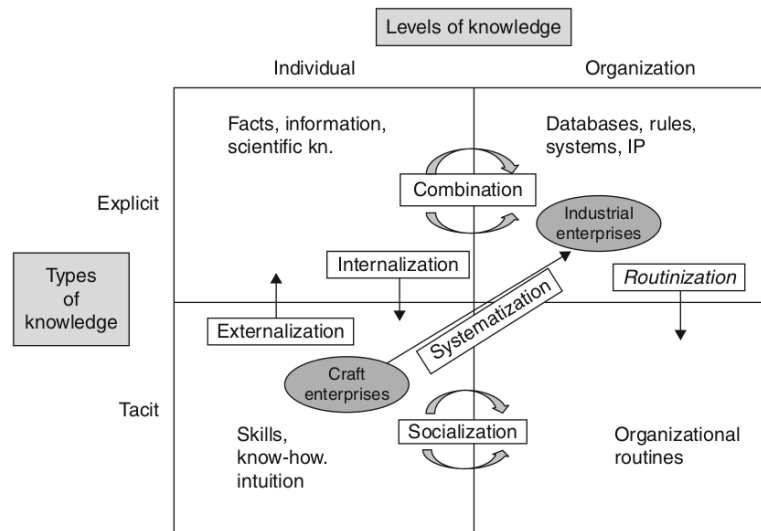 Levels of knowledge
Individual
Organization
Facts, information,
scientific kn.
Databases, rules,
systems, IP
Combination
Explicit
Industrial
enterprises
Types
of
knowledge
Internalization
Routinization
Externalization
Systematization
Craft
enterprises
Tacit
Socialization
Skills,
know-how.
intuition
Organizational
routines